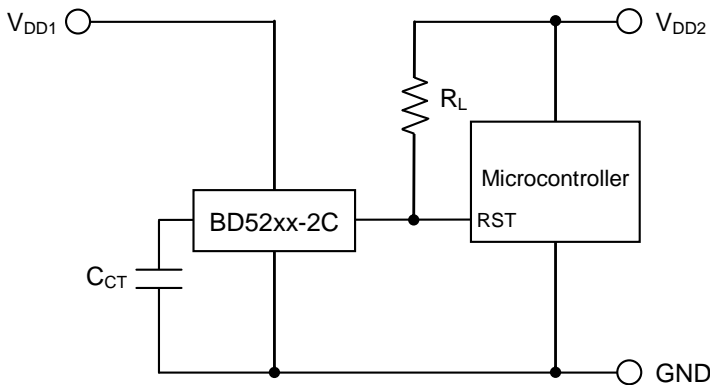 VDD1
VDD2
RL
Microcontroller
BD52xx-2C
RST
CCT
GND